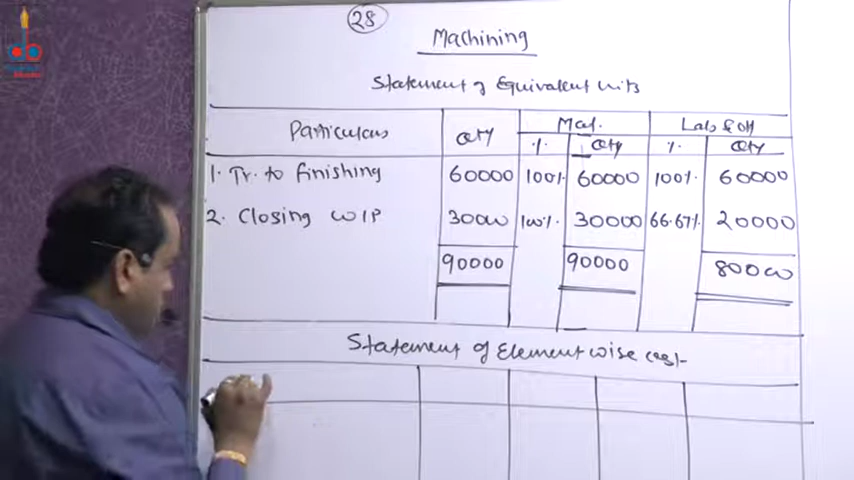 28
Machining
Statement of Equivalent Units
Particulars Qty Mat. Lab & OH
% Qty % Qty
1. Tr. to Finishing 60000 100% 60000 100% 60000
2. Closing WIP 30000 100% 30000 66.67% 20000
90000 90000 80000
Statement of Element wise Cost